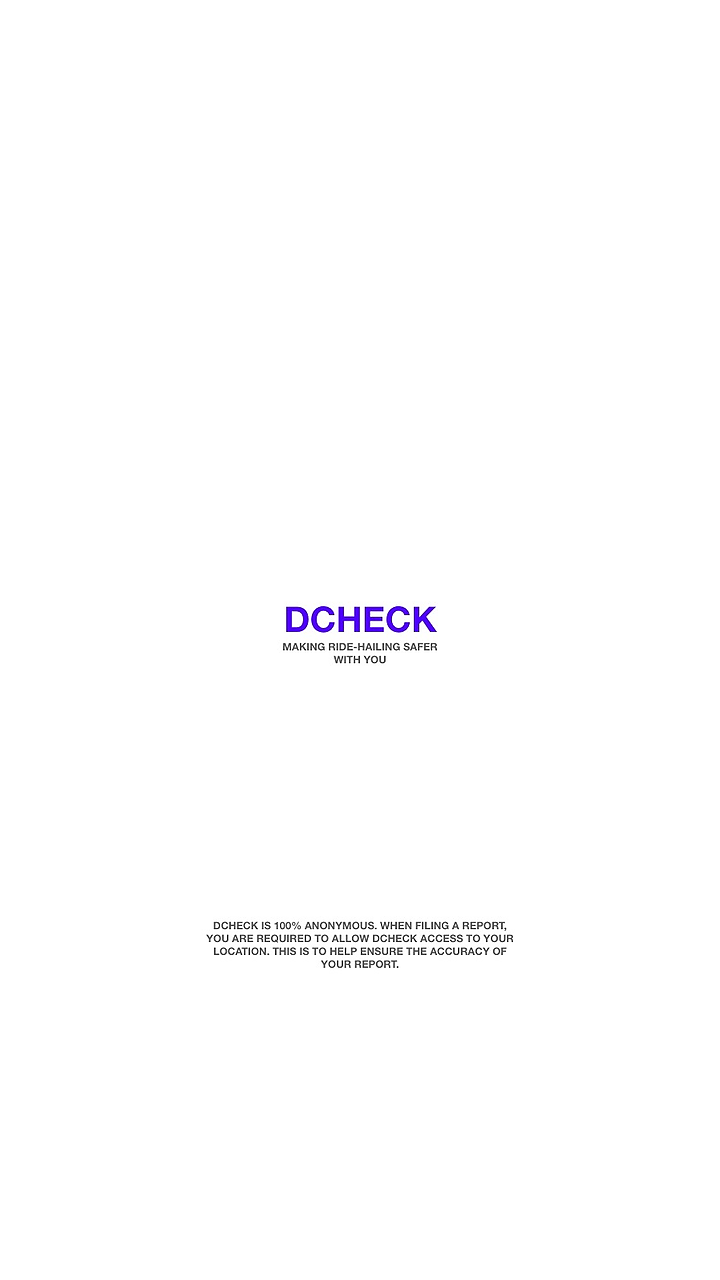 DCHECK
MAKING RIDE-HAILING SAFER
WITH YOU
DCHECK IS 100% ANONYMOUS. WHEN FILING A REPORT,
YOU ARE REQUIRED TO ALLOW DCHECK ACCESS TO YOUR
LOCATION. THIS IS TO HELP ENSURE THE ACCURACY OF
YOUR REPORT.